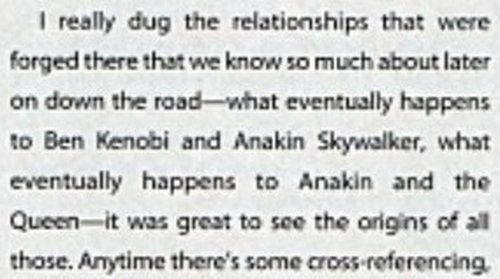 I really dug the relationships that were
forged there that we know so much about later
on down the road—what eventually happens
to Ben Kenobi and Anakin Skywalker, what
eventually happens to Anakin and the
Queen—it was great to see the origins of all
those. Anytime there's some cross-referencing,